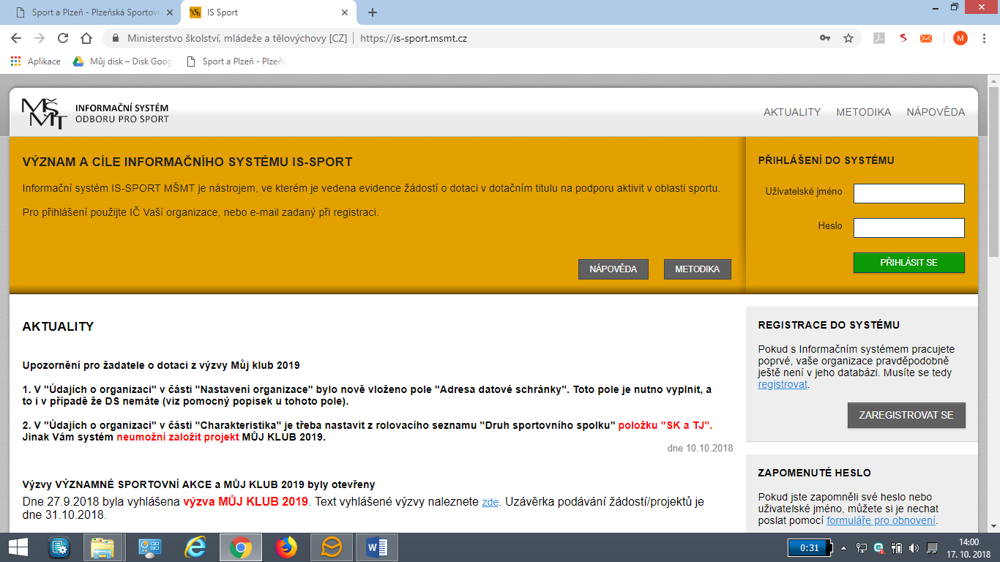 Sport a Plzeň - Plzeňská Sportovn
IS Sport
Ministerstvo školství, mládeže a tělovýchovy [CZ] | https://is-sport.msmt.cz
M
Aplikace
Můj disk – Disk Goog
Sport a Plzeň - Plzeňs
MŠMT
INFORMAČNÍ SYSTÉM
ODBORU PRO SPORT
AKTUALITY METODIKA NÁPOVĚDA
VÝZNAM A CÍLE INFORMAČNÍHO SYSTÉMU IS-SPORT
Informační systém IS-SPORT MŠMT je nástrojem, ve kterém je vedena evidence žádostí o dotaci v dotačním titulu na podporu aktivit v oblasti sportu.
Pro přihlášení použijte IČ Vaší organizace, nebo e-mail zadaný při registraci.
NÁPOVĚDA
METODIKA
PŘIHLÁŠENÍ DO SYSTÉMU
Uživatelské jméno
Heslo
PŘIHLÁSIT SE
AKTUALITY
Upozornění pro žadatele o dotaci z výzvy Můj klub 2019
1. V "Údajích o organizaci" v části "Nastavení organizace" bylo nově vloženo pole "Adresa datové schránky". Toto pole je nutno vyplnit, a
to i v případě že DS nemáte (viz pomocný popisek u tohoto pole).
2. V "Údajích o organizaci" v části "Charakteristika" je třeba nastavit z rolovacího seznamu "Druh sportovního spolku" položku "SK a TJ".
Jinak Vám systém neumožní založit projekt MŮJ KLUB 2019.
dne 10.10.2018
Výzvy VÝZNAMNÉ SPORTOVNÍ AKCE a MŮJ KLUB 2019 byly otevřeny
Dne 27.9.2018 byla vyhlášena výzva MŮJ KLUB 2019. Text vyhlášené výzvy naleznete zde. Uzávěrka podávání žádostí/projektů je
dne 31.10.2018.
REGISTRACE DO SYSTÉMU
Pokud s Informačním systémem pracujete
poprvé, vaše organizace pravděpodobně
ještě není v jeho databázi. Musíte se tedy
registrovat.
ZAREGISTROVAT SE
ZAPOMENUTÉ HESLO
Pokud jste zapomněli své heslo nebo
uživatelské jméno, můžete si je nechat
poslat pomocí formuláře pro obnovení.
0:31
14:00
17. 10. 2018